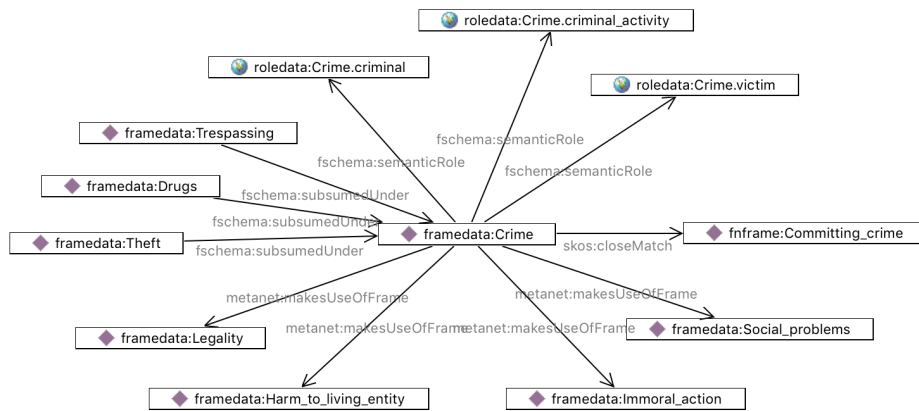 roledata:Crime.criminal_activity
roledata:Crime.criminal
roledata:Crime.victim
framedata:Trespassing
fschema:semanticRole
fschema:semanticRole
fschema:semanticRole
framedata:Drugs
fschema:subsumedUnder
fschema:subsumedUnder
framedata:Theft
fschema:subsumedUnder
framedata:Crime
skos:closeMatch
fnframe:Committing_crime
metanet:makesUseOfFrame
metanet:makesUseOfFrame
metanet:makesUseOfFrame
metanet:makesUseOfFrame
framedata:Legality
framedata:Social_problems
framedata:Harm_to_living_entity
framedata:Immoral_action